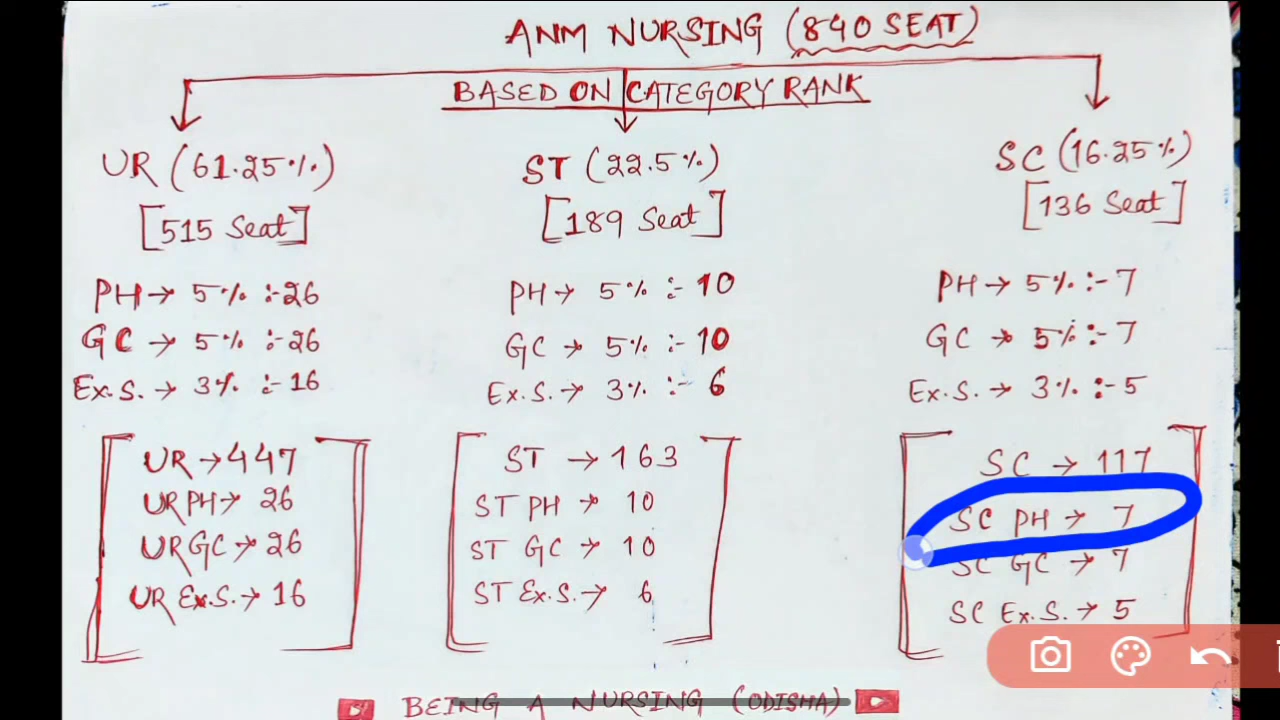 ANM NURSING (840 SEAT)
BASED ON CATEGORY RANK
UR (61.25%)
[515 Seat]
PH → 5% :- 26
GC → 5% :- 26
Ex.S. → 3% :- 16
UR → 447
UR PH → 26
UR GC → 26
UR Ex.S. → 16
ST (22.5%)
[189 Seat]
PH → 5% :- 10
GC → 5% :- 10
Ex.S. → 3% :- 6
ST → 163
ST PH → 10
ST GC → 10
ST Ex.S. → 6
SC (16.25%)
[136 Seat]
PH → 5% :- 7
GC → 5% :- 7
Ex.S. → 3% :- 5
SC → 117
SC PH → 7
SC GC → 7
SC Ex.S. → 5
BEING A NURSING (ODISHA)